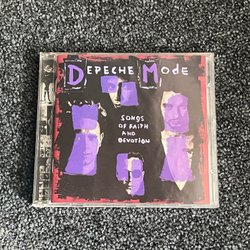 DEPECHE MODE
SONGS
OF FAITH
AND
DEVOTION